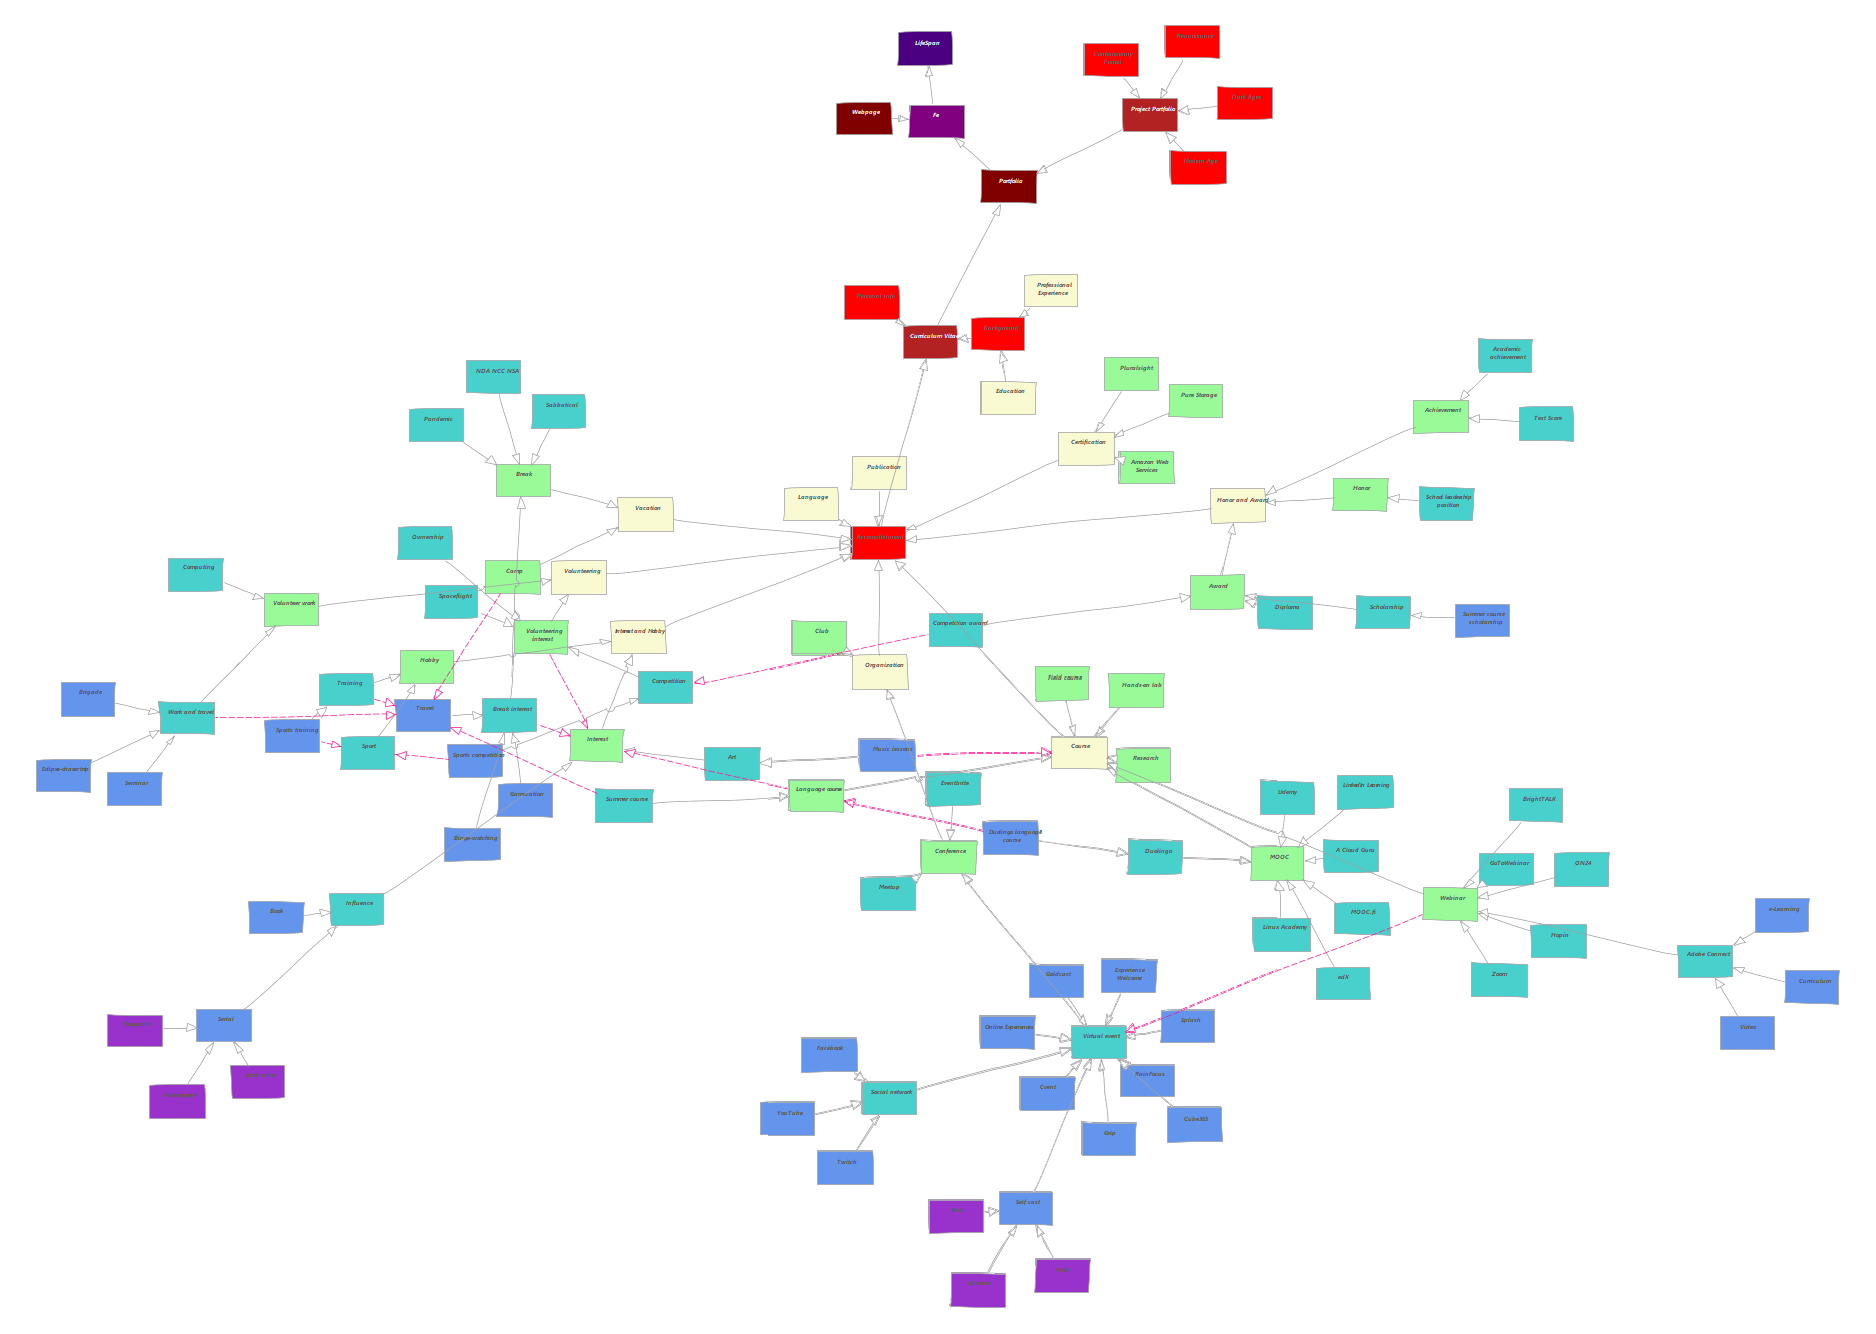 LifeSpan
Renaissance
Contemporary
Period
Dark Ages
Webpage
Fe
Project Portfolio
Modern Age
Portfolio
Personal Info
Professional
Experience
Curriculum Vitae
Background
Education
Academic
achievement
NDA NCC NSA
Sabbatical
Pandemic
Pluralsight
Pure Storage
Achievement
Test Score
Certification
Amazon Web
Services
Break
Publication
Language
Vacation
Honor
Honor and Award
School leadership
position
Ownership
Accomplishment
Computing
Camp
Volunteering
Spaceflight
Volunteer work
Award
Diploma
Scholarship
Summer course
scholarship
Volunteering
interest
Interest and Hobby
Club
Competition award
Hobby
Organization
Training
Competition
Field course
Hands-on lab
Brigade
Work and travel
Travel
Break interest
Sports training
Sport
Sports competition
Interest
Art
Music lessons
Course
Research
Eclipse-drawertop
Seminar
Summer course
Language course
Eventbrite
Udemy
LinkedIn Learning
BrightTALK
Binge-watching
Duolingo language
course
Conference
Duolingo
MOOC
A Cloud Guru
GoToWebinar
ON24
Meetup
Webinar
Book
Influence
Linux Academy
MOOC.fi
Hopin
e-Learning
Adobe Connect
Zoom
edX
Curriculum
Goldcast
Experience
Welcome
Serial
Online Experiences
Virtual event
Splash
Video
Facebook
Social network
Cvent
RainFocus
YouTube
Grip
Cube365
Twitch
Self cast